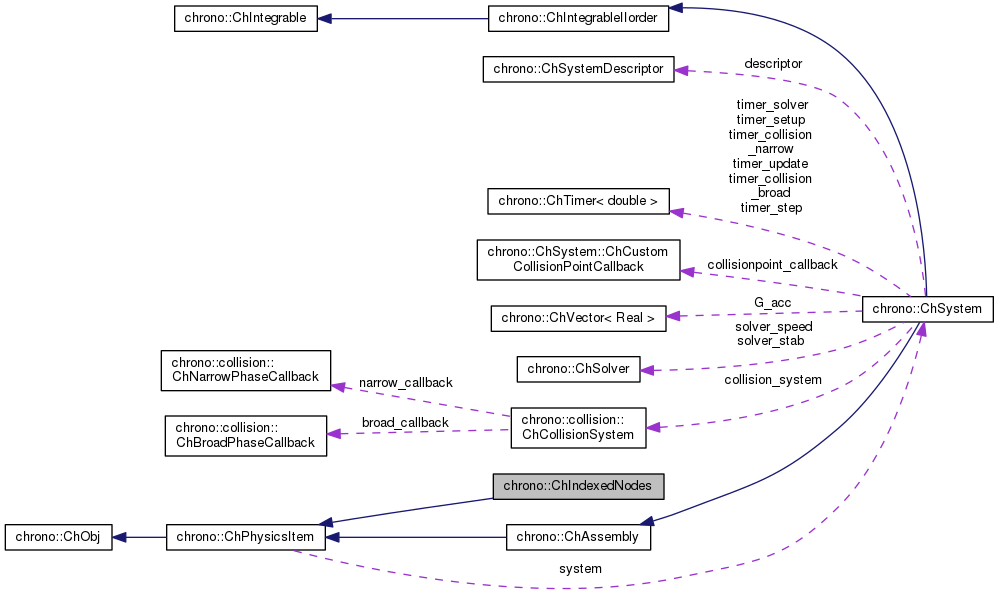 chrono::ChIntegrable
chrono::ChIntegrableIIorder
chrono::ChSystemDescriptor
descriptor
timer_solver
timer_setup
timer_collision
_narrow
timer_update
timer_collision
_broad
timer_step
chrono::ChTimer< double >
chrono::ChSystem::ChCustom
CollisionPointCallback
collisionpoint_callback
chrono::ChSystem
chrono::ChVector< Real >
G_acc
solver_speed
solver_stab
chrono::ChSolver
chrono::collision::
ChNarrowPhaseCallback
narrow_callback
collision_system
chrono::collision::
ChBroadPhaseCallback
broad_callback
chrono::collision::
ChCollisionSystem
chrono::ChIndexedNodes
chrono::ChObj
chrono::ChPhysicsItem
chrono::ChAssembly
system